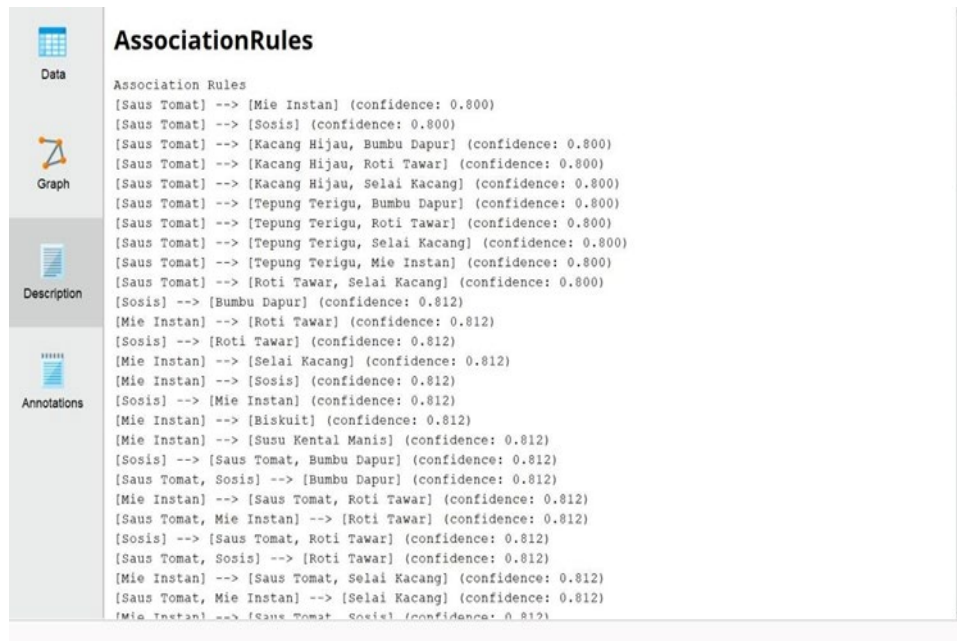 Data
Graph
Description
Annotations
AssociationRules
Association Rules
[Saus Tomat] --> [Mie Instan] (confidence: 0.800)
[Saus Tomat] --> [Sosis] (confidence: 0.800)
[Saus Tomat] --> [Kacang Hijau, Bumbu Dapur] (confidence: 0.800)
[Saus Tomat] --> [Kacang Hijau, Roti Tawar] (confidence: 0.800)
[Saus Tomat] --> [Kacang Hijau, Selai Kacang] (confidence: 0.800)
[Saus Tomat] --> [Tepung Terigu, Bumbu Dapur] (confidence: 0.800)
[Saus Tomat] --> [Tepung Terigu, Roti Tawar] (confidence: 0.800)
[Saus Tomat] --> [Tepung Terigu, Selai Kacang] (confidence: 0.800)
[Saus Tomat] --> [Tepung Terigu, Mie Instan] (confidence: 0.800)
[Saus Tomat] --> [Roti Tawar, Selai Kacang] (confidence: 0.800)
[Sosis] --> [Bumbu Dapur] (confidence: 0.812)
[Mie Instan] --> [Roti Tawar] (confidence: 0.812)
[Sosis] --> [Roti Tawar] (confidence: 0.812)
[Mie Instan] --> [Selai Kacang] (confidence: 0.812)
[Mie Instan] --> [Sosis] (confidence: 0.812)
[Sosis] --> [Mie Instan] (confidence: 0.812)
[Mie Instan] --> [Biskuit] (confidence: 0.812)
[Mie Instan] --> [Susu Kental Manis] (confidence: 0.812)
[Sosis] --> [Saus Tomat, Bumbu Dapur] (confidence: 0.812)
[Saus Tomat, Sosis] --> [Bumbu Dapur] (confidence: 0.812)
[Mie Instan] --> [Saus Tomat, Roti Tawar] (confidence: 0.812)
[Saus Tomat, Mie Instan] --> [Roti Tawar] (confidence: 0.812)
[Sosis] --> [Saus Tomat, Roti Tawar] (confidence: 0.812)
[Saus Tomat, Sosis] --> [Roti Tawar] (confidence: 0.812)
[Mie Instan] --> [Saus Tomat, Selai Kacang] (confidence: 0.812)
[Saus Tomat, Mie Instan] --> [Selai Kacang] (confidence: 0.812)
[Mie Instan] --> [Saus Tomat, Sosis] (confidence: 0.812)